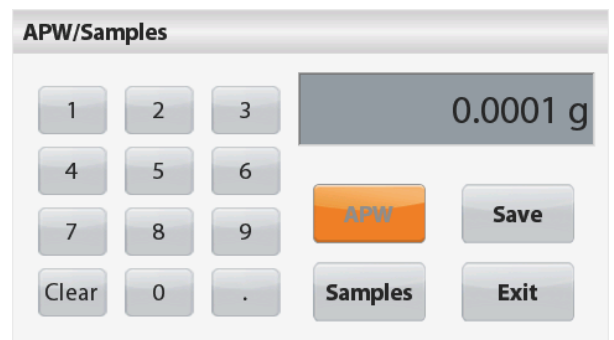 APW/Samples
0.0001 g
1 2 3
4 5 6
7 8 9
Clear 0 .
APW Save
Samples Exit